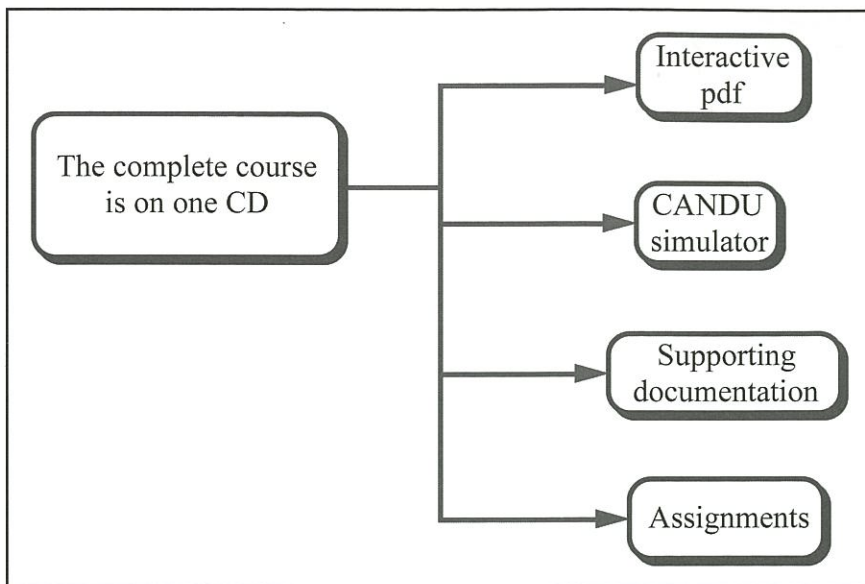 The complete course
is on one CD
Interactive
pdf
CANDU
simulator
Supporting
documentation
Assignments